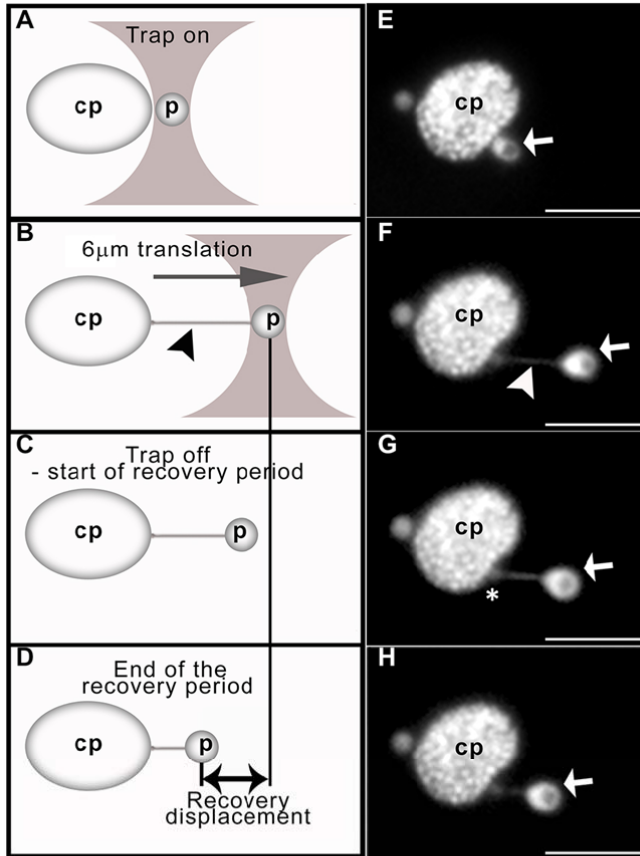 A
Trap on
cp
p
B
6µm translation
cp
p
C
Trap off
- start of recovery period
cp
p
D
End of the
recovery period
cp
p
Recovery
displacement
E
cp
F
cp
G
cp
*
H
cp